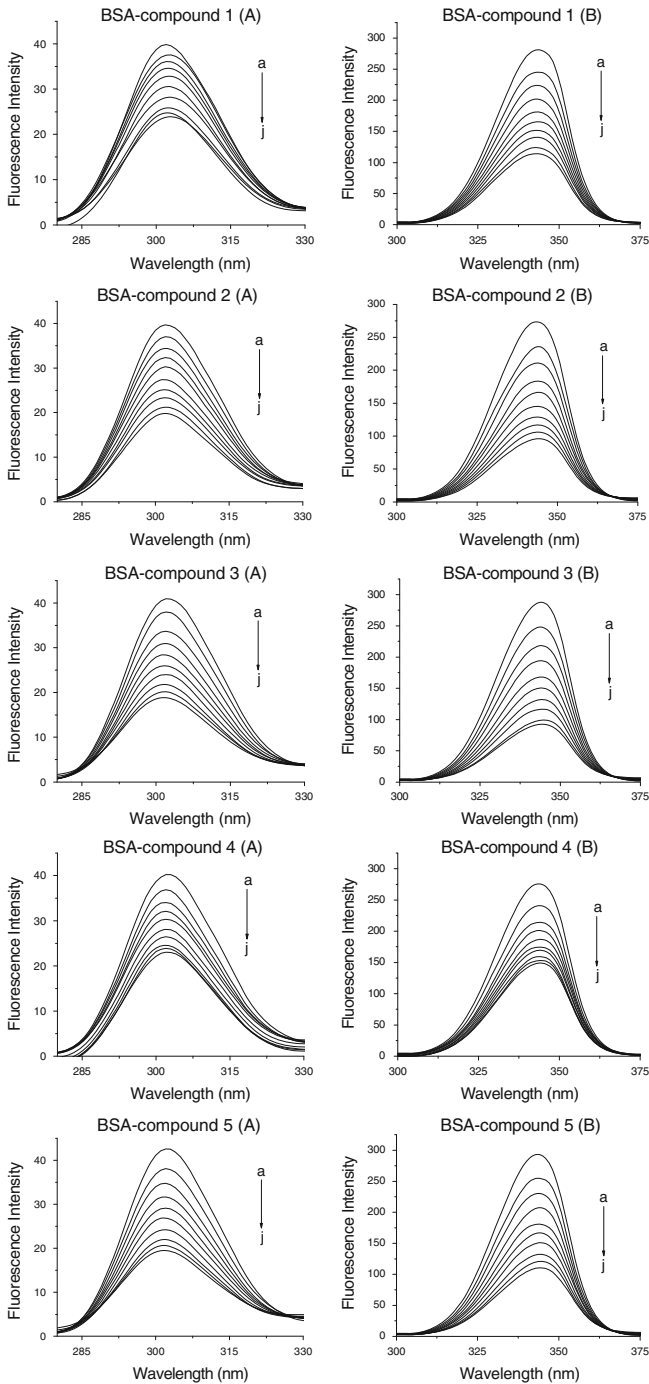 BSA-compound 1 (A)
Fluorescence Intensity
40
30
20
10
0
a
j
285 300 315 330
Wavelength (nm)
BSA-compound 1 (B)
Fluorescence Intensity
300
250
200
150
100
50
0
a
j
300 325 350 375
Wavelength (nm)
BSA-compound 2 (A)
Fluorescence Intensity
40
30
20
10
0
a
j
285 300 315 330
Wavelength (nm)
BSA-compound 2 (B)
Fluorescence Intensity
300
250
200
150
100
50
0
a
j
300 325 350 375
Wavelength (nm)
BSA-compound 3 (A)
Fluorescence Intensity
40
30
20
10
0
a
j
285 300 315 330
Wavelength (nm)
BSA-compound 3 (B)
Fluorescence Intensity
300
250
200
150
100
50
0
a
j
300 325 350 375
Wavelength (nm)
BSA-compound 4 (A)
Fluorescence Intensity
40
30
20
10
0
a
j
285 300 315 330
Wavelength (nm)
BSA-compound 4 (B)
Fluorescence Intensity
300
250
200
150
100
50
0
a
j
300 325 350 375
Wavelength (nm)
BSA-compound 5 (A)
Fluorescence Intensity
40
30
20
10
0
a
j
285 300 315 330
Wavelength (nm)
BSA-compound 5 (B)
Fluorescence Intensity
300
250
200
150
100
50
0
a
j
300 325 350 375
Wavelength (nm)